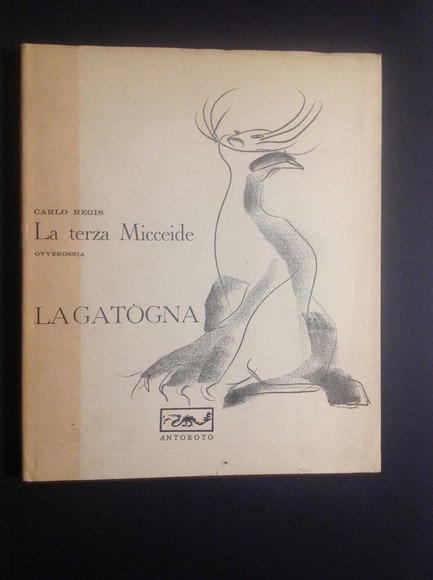 CARLO REGIS
La terza Micceide
OVVEROSSIA
LA GATÒGNA
ANTOROTO